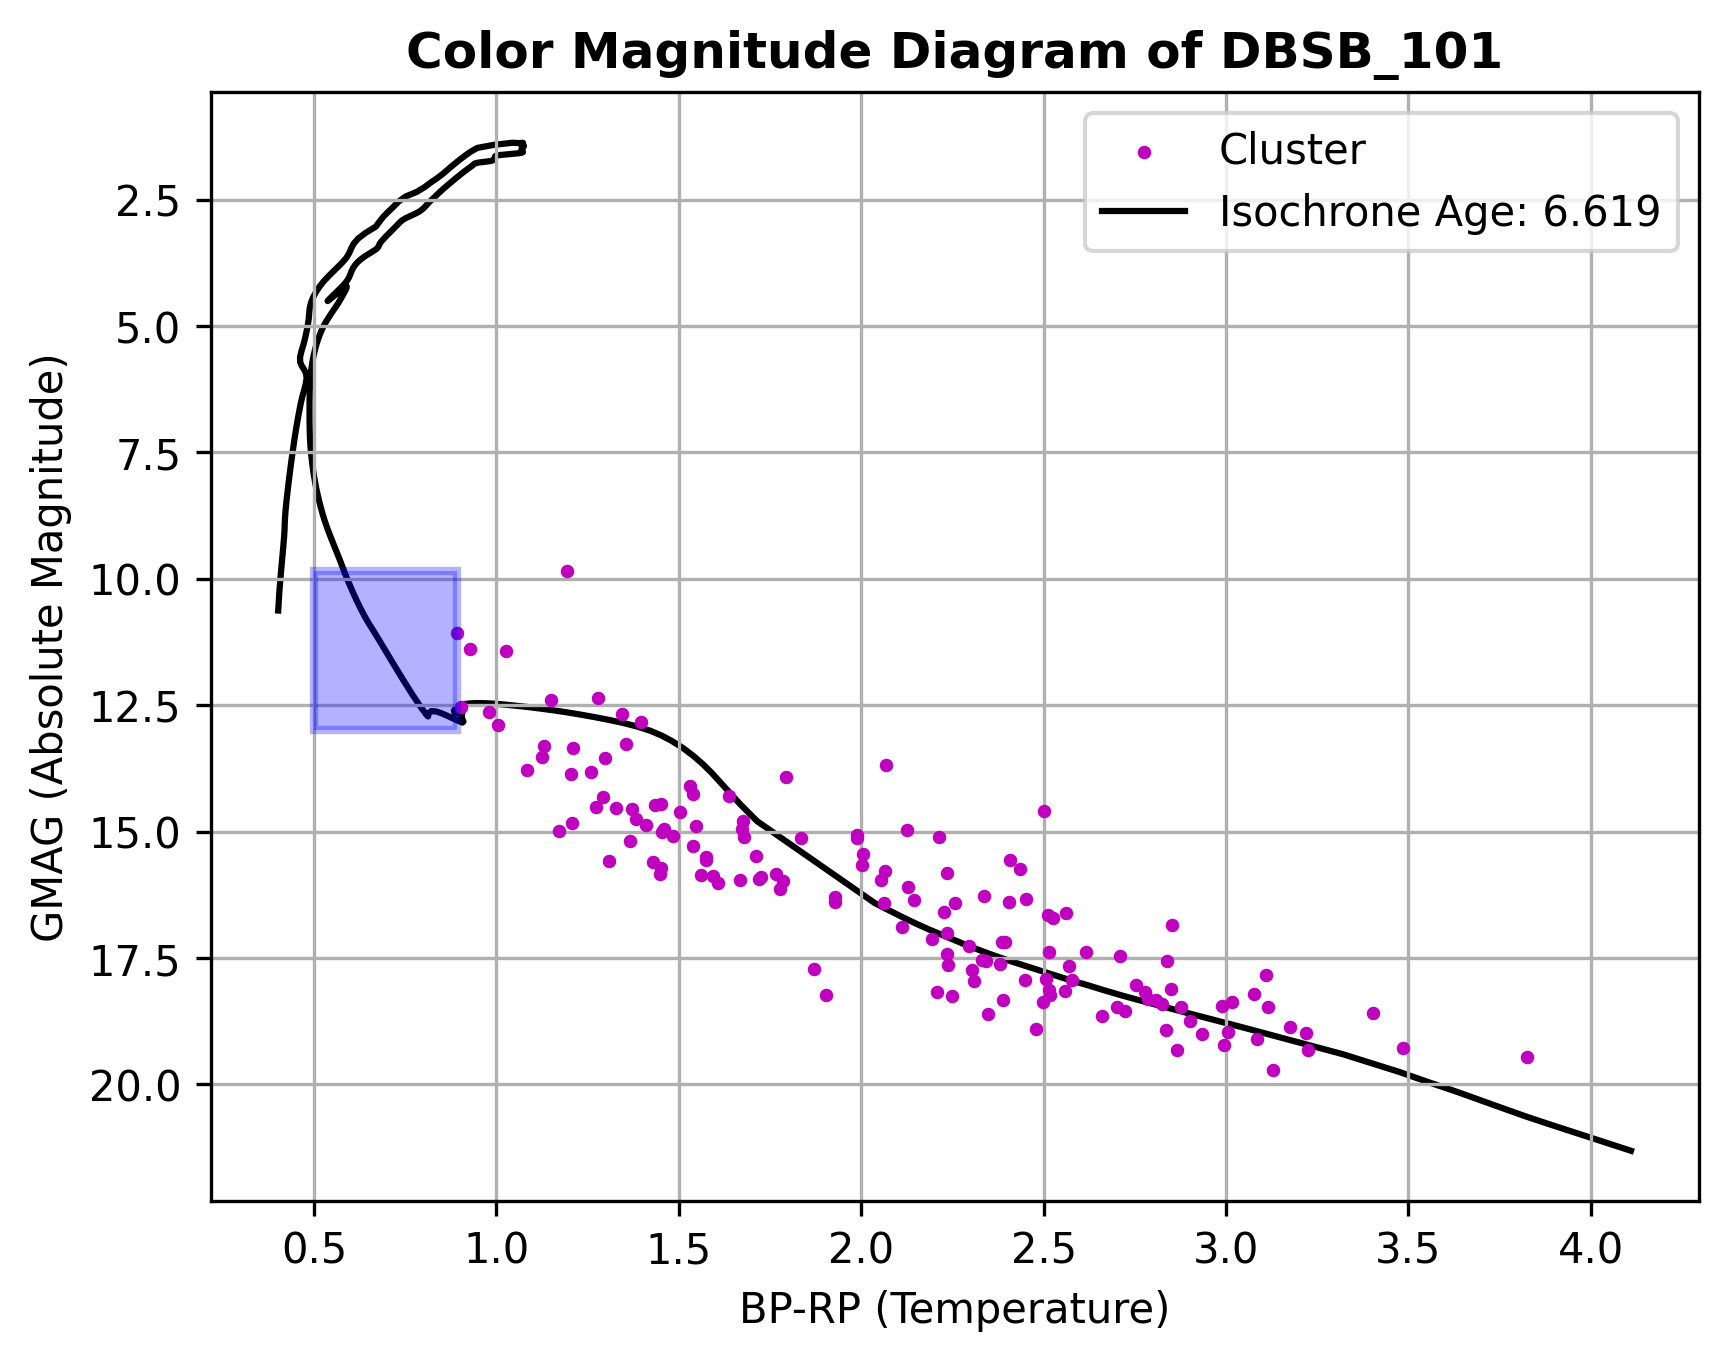 Color Magnitude Diagram of DBSB_101
Cluster
Isochrone Age: 6.619
GMAG (Absolute Magnitude)
2.5
5.0
7.5
10.0
12.5
15.0
17.5
20.0
0.5 1.0 1.5 2.0 2.5 3.0 3.5 4.0
BP-RP (Temperature)